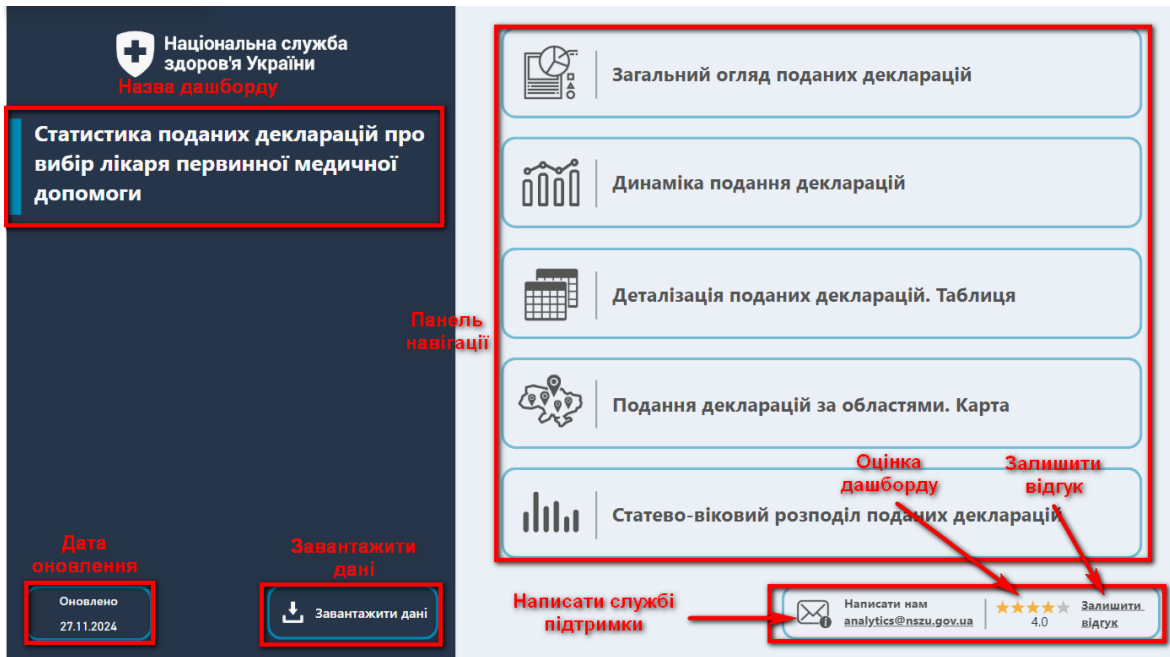 Національна служба
здоров'я України
Назва дашборду
Статистика поданих декларацій про
вибір лікаря первинної медичної
допомоги
Загальний огляд поданих декларацій
Динаміка подання декларацій
Деталізація поданих декларацій. Таблиця
Панель
навігації
Подання декларацій за областями. Карта
Оцінка
дашборду
Залишити
відгук
Статево-віковий розподіл поданих декларацій
Дата
оновлення
Завантажити
дані
Оновлено
27.11.2024
Завантажити дані
Написати службі
підтримки
Написати нам
analytics@nszu.gov.ua
4.0
Залишити
відгук